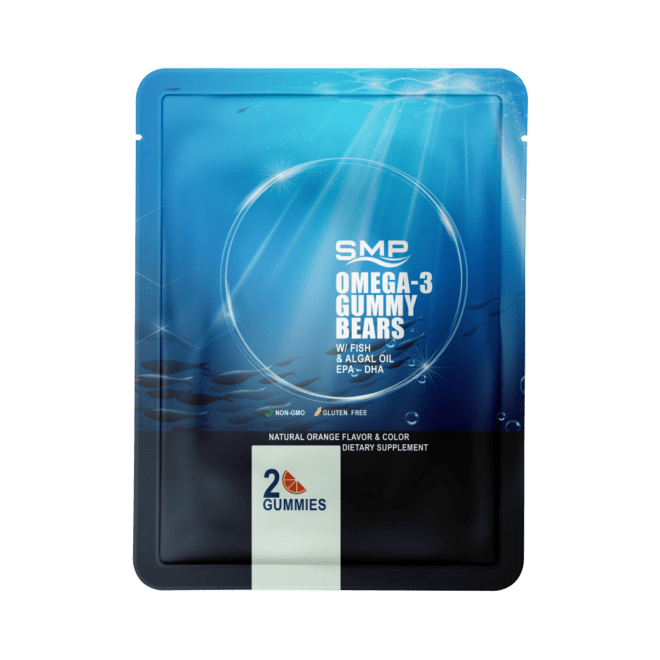 SMP
OMEGA-3
GUMMY
BEARS
W/ FISH
& ALGAL OIL
EPA – DHA
NON-GMO GLUTEN FREE
NATURAL ORANGE FLAVOR & COLOR
DIETARY SUPPLEMENT
2
GUMMIES